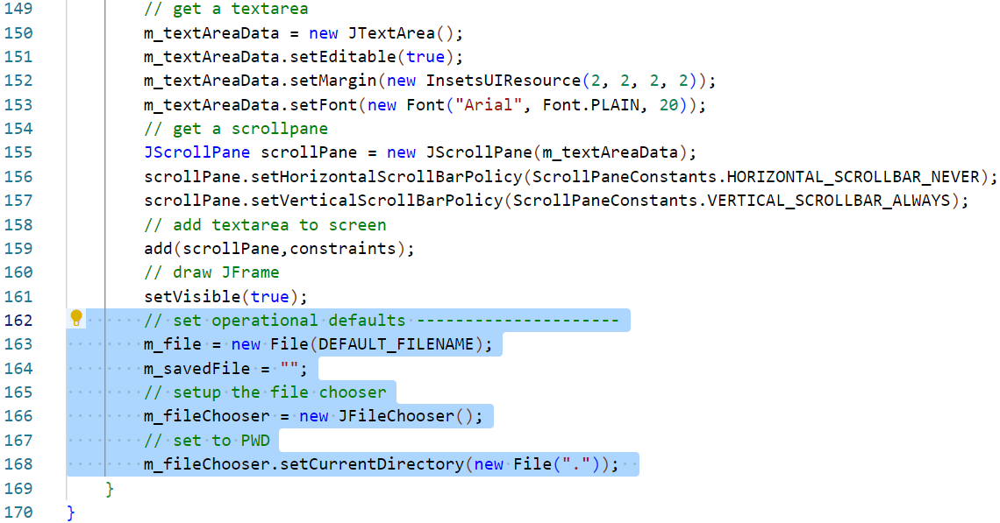 149         // get a textarea
150         m_textAreaData = new JTextArea();
151         m_textAreaData.setEditable(true);
152         m_textAreaData.setMargin(new InsetsUIResource(2, 2, 2, 2));
153         m_textAreaData.setFont(new Font("Arial", Font.PLAIN, 20));
154         // get a scrollpane
155         JScrollPane scrollPane = new JScrollPane(m_textAreaData);
156         scrollPane.setHorizontalScrollBarPolicy(ScrollPaneConstants.HORIZONTAL_SCROLLBAR_NEVER);
157         scrollPane.setVerticalScrollBarPolicy(ScrollPaneConstants.VERTICAL_SCROLLBAR_ALWAYS);
158         // add textarea to screen
159         add(scrollPane,constraints);
160         // draw JFrame
161         setVisible(true);
162         // set operational defaults ---------------------
163         m_file = new File(DEFAULT_FILENAME);
164         m_savedFile = "";
165         // setup the file chooser
166         m_fileChooser = new JFileChooser();
167         // set to PWD
168         m_fileChooser.setCurrentDirectory(new File("."));
169     }
170 }